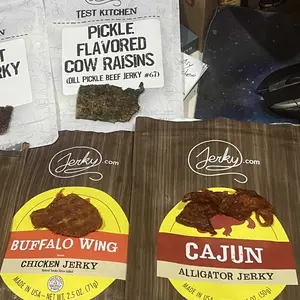 TEST KITCHEN
PICKLE
FLAVORED
COW RAISINS
(DILL PICKLE BEEF JERKY #67)
T
RKY
Jerky.com
BUFFALO WING
CHICKEN JERKY
MADE IN USA • NET WT. 2.5 OZ (71g)
Jerky.com
CAJUN
ALLIGATOR JERKY
MADE IN USA